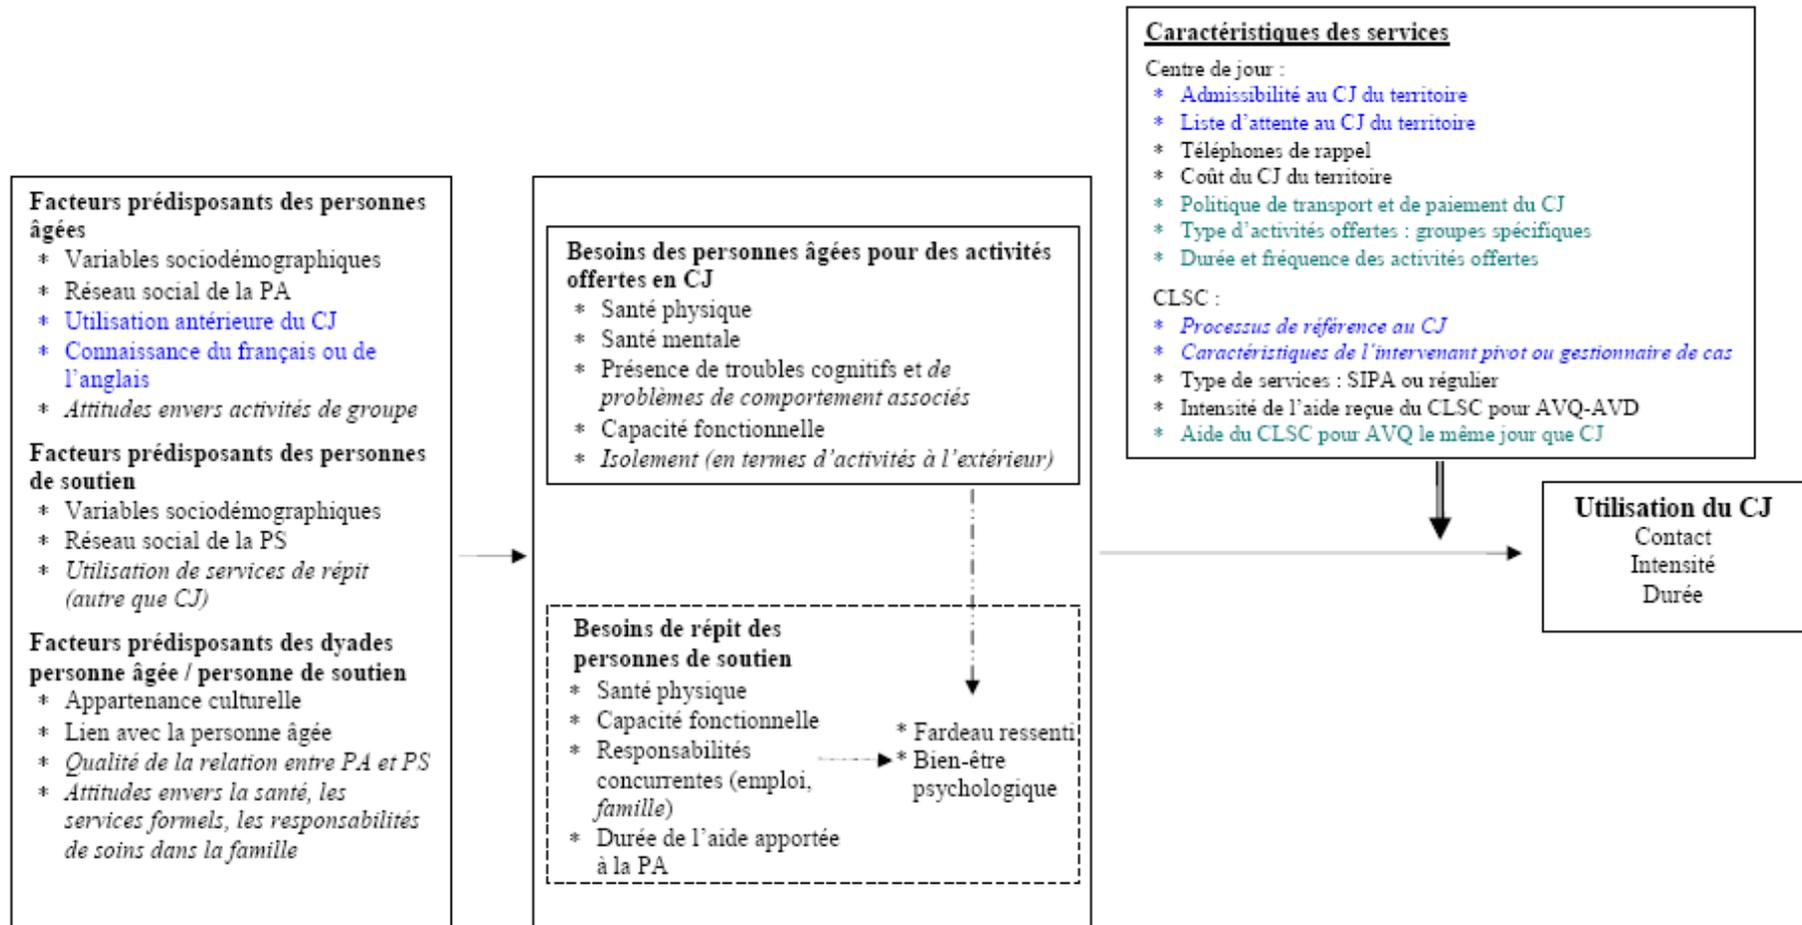 Facteurs prédisposants des personnes
âgées
* Variables sociodémographiques
* Réseau social de la PA
* Utilisation antérieure du CJ
* Connaissance du français ou de
l'anglais
* Attitudes envers activités de groupe
Facteurs prédisposants des personnes
de soutien
* Variables sociodémographiques
* Réseau social de la PS
* Utilisation de services de répit
(autre que CJ)
Facteurs prédisposants des dyades
personne âgée / personne de soutien
* Appartenance culturelle
* Lien avec la personne âgée
* Qualité de la relation entre PA et PS
* Attitudes envers la santé, les
services formels, les responsabilités
de soins dans la famille
Besoins des personnes âgées pour des activités
offertes en CJ
* Santé physique
* Santé mentale
* Présence de troubles cognitifs et de
problèmes de comportement associés
* Capacité fonctionnelle
* Isolement (en termes d'activités à l'extérieur)
Besoins de répit des
personnes de soutien
* Santé physique
* Capacité fonctionnelle
* Responsabilités
concurrentes (emploi,
famille)
* Durée de l'aide apportée
à la PA
* Fardeau ressenti
* Bien-être
psychologique
Caractéristiques des services
Centre de jour :
* Admissibilité au CJ du territoire
* Liste d'attente au CJ du territoire
* Téléphones de rappel
* Coût du CJ du territoire
* Politique de transport et de paiement du CJ
* Type d'activités offertes : groupes spécifiques
* Durée et fréquence des activités offertes
CLSC :
* Processus de référence au CJ
* Caractéristiques de l'intervenant pivot ou gestionnaire de cas
* Type de services : SIPA ou régulier
* Intensité de l'aide reçue du CLSC pour AVQ-AVD
* Aide du CLSC pour AVQ le même jour que CJ
Utilisation du CJ
Contact
Intensité
Durée